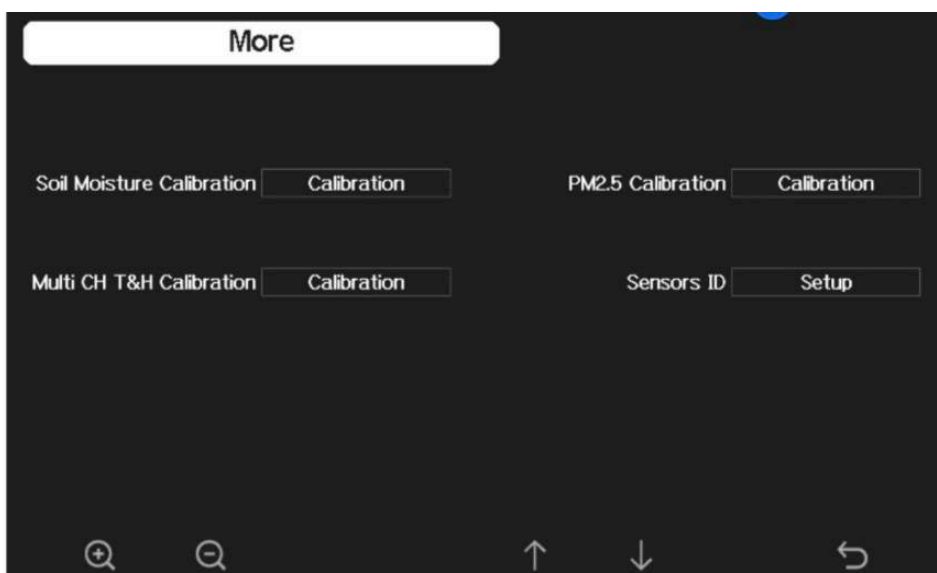 More
Soil Moisture Calibration Calibration PM2.5 Calibration Calibration
Multi CH T&H Calibration Calibration Sensors ID Setup